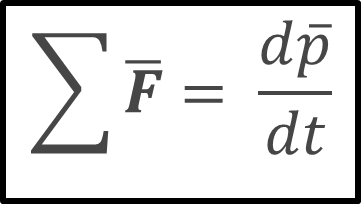 ∑ F̅ = dp̅/dt